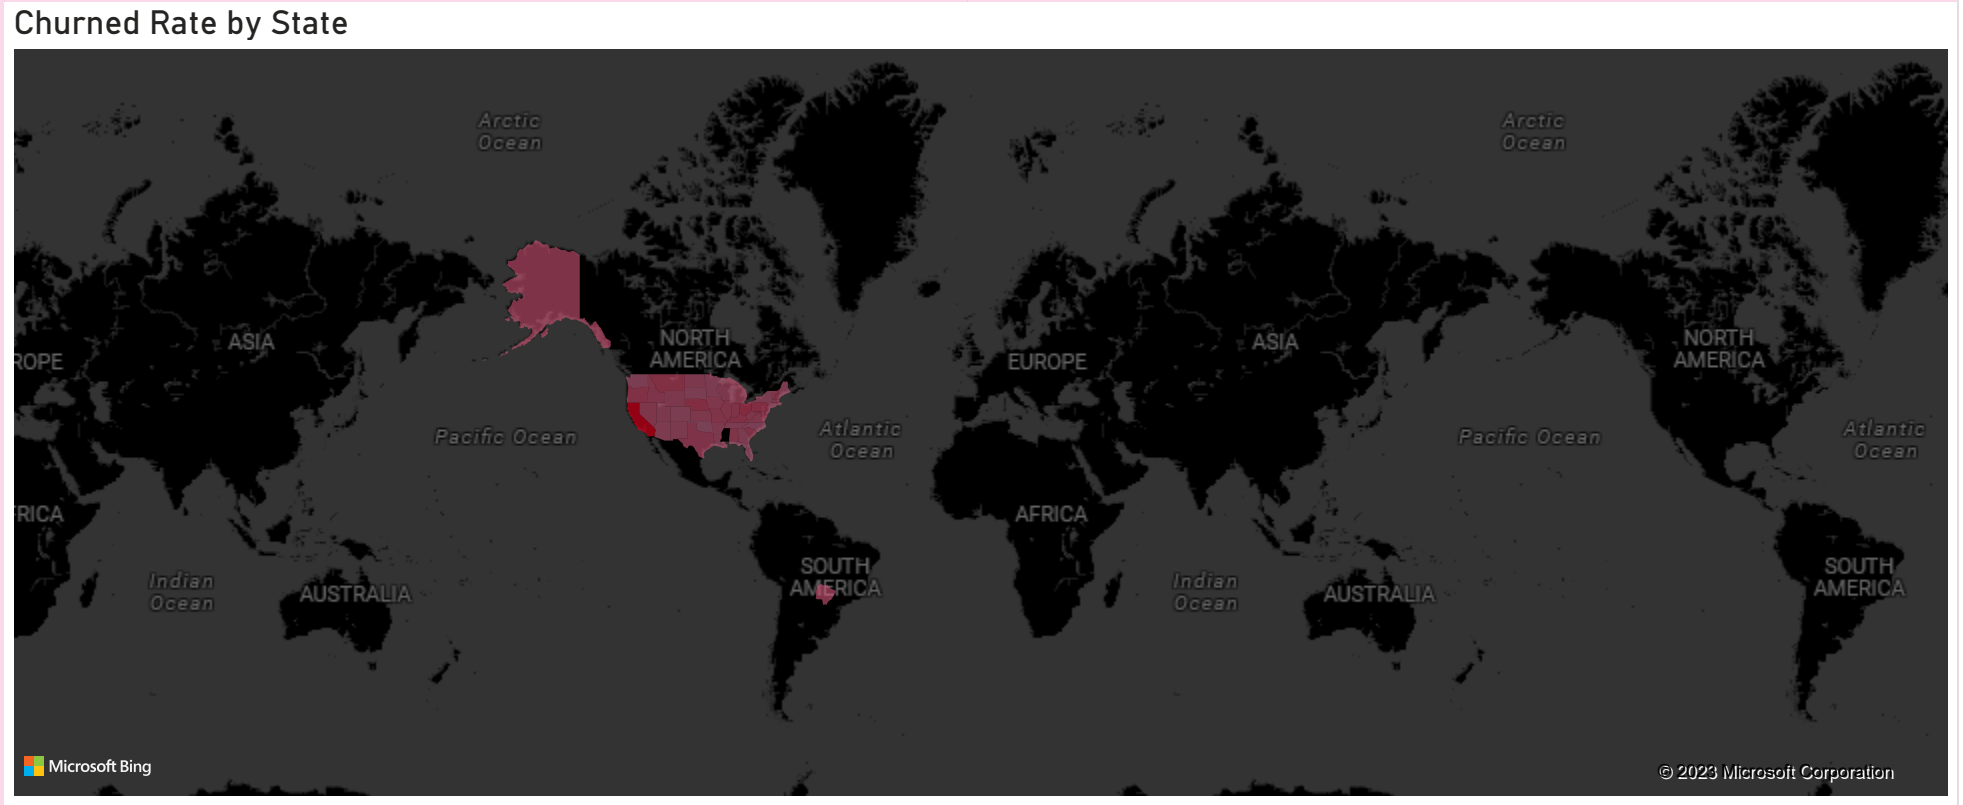 Churned Rate by State
Arctic
Ocean
Arctic
Ocean
NORTH
AMERICA
NORTH
AMERICA
ASIA
ASIA
ROPE
EUROPE
Pacific Ocean
Atlantic
Ocean
Pacific Ocean
Atlantic
Ocean
FRICA
AFRICA
SOUTH
AMERICA
SOUTH
AMERICA
Indian
Ocean
AUSTRALIA
Indian
Ocean
AUSTRALIA
Microsoft Bing
© 2023 Microsoft Corporation